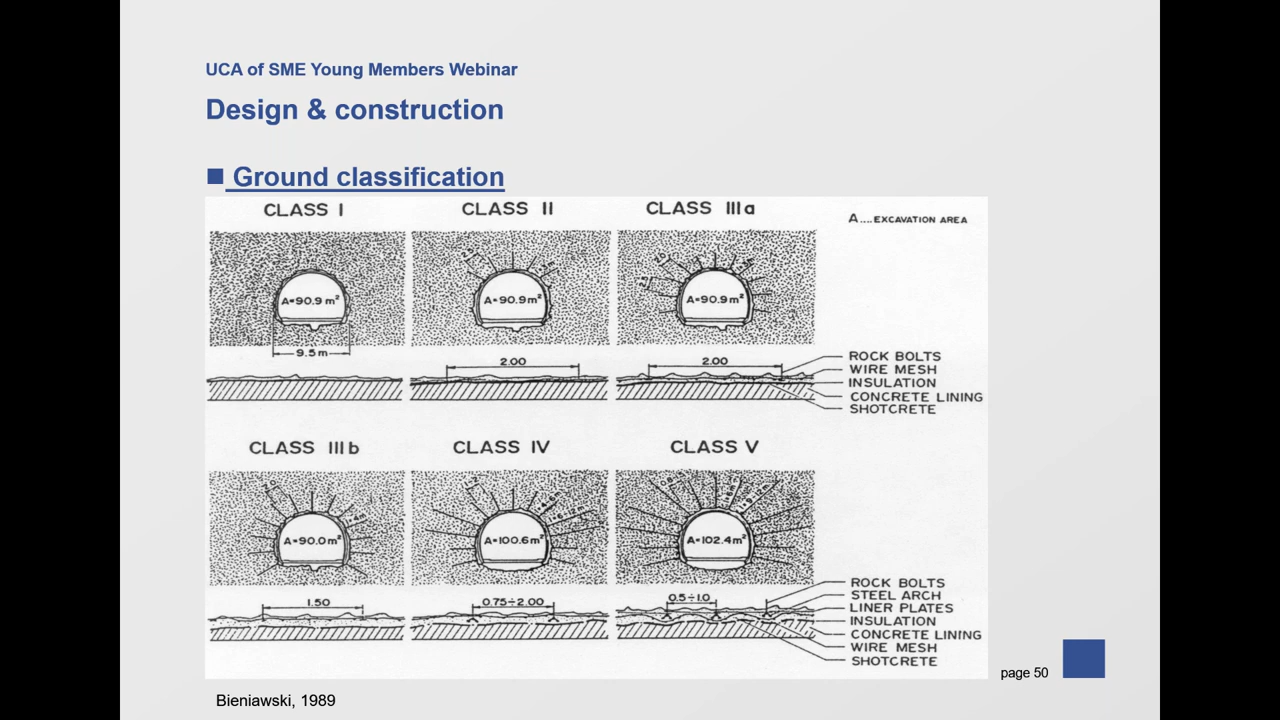 UCA of SME Young Members Webinar
Design & construction
■ Ground classification
CLASS I
CLASS II
CLASS IIIa
A....EXCAVATION AREA
A=90.9 m²
A=90.9m²
A=90.9m²
9.5m
2.00
2.00
ROCK BOLTS
WIRE MESH
INSULATION
CONCRETE LINING
SHOTCRETE
CLASS IIIb
CLASS IV
CLASS V
A=90.0m²
A=100.6m²
A=102.4m²
1.50
0.75÷2.00
0.5÷1.0
ROCK BOLTS
STEEL ARCH
LINER PLATES
INSULATION
CONCRETE LINING
WIRE MESH
SHOTCRETE
page 50
Bieniawski, 1989